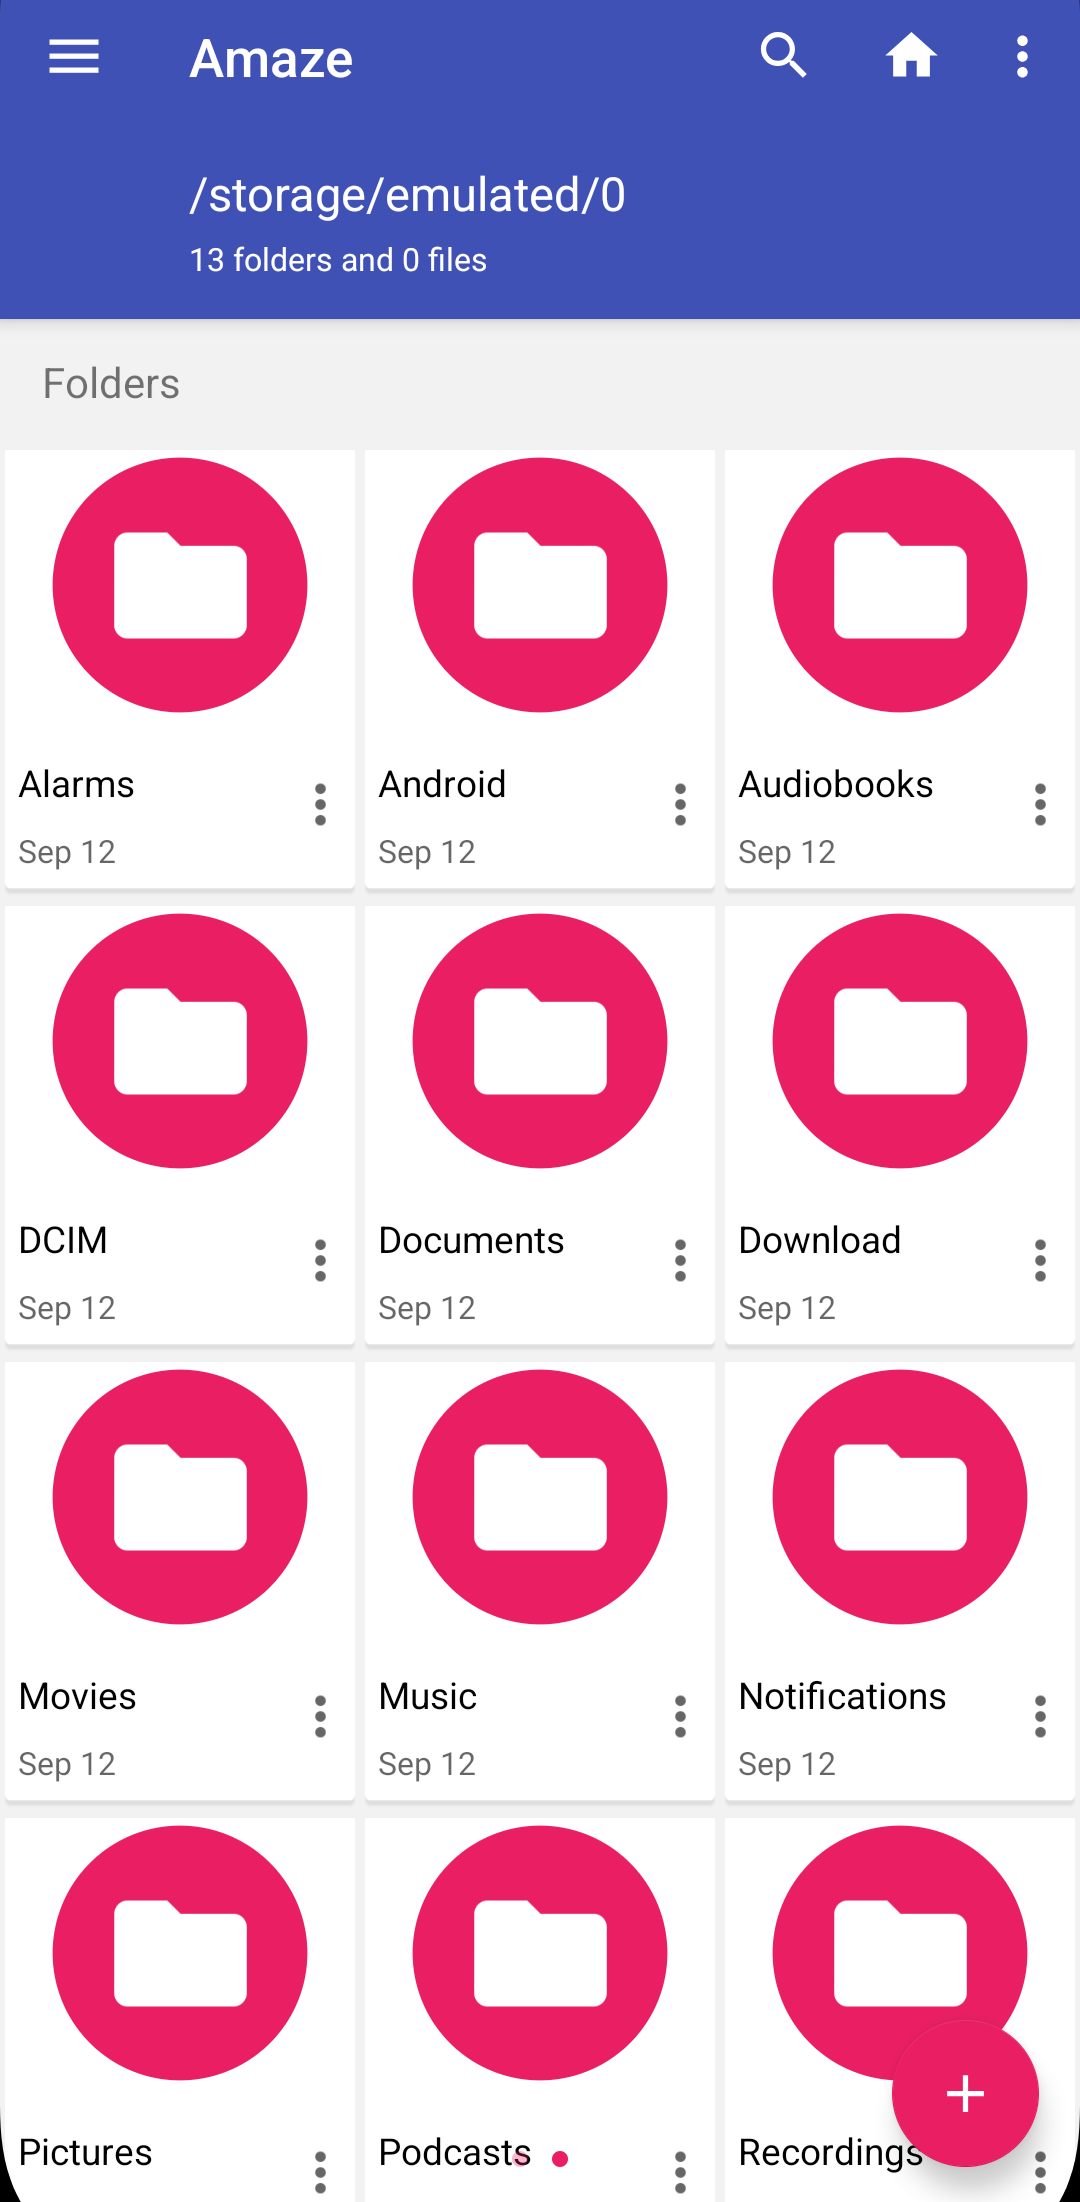 Amaze
/storage/emulated/0
13 folders and 0 files
Folders
Alarms
Sep 12
Android
Sep 12
Audiobooks
Sep 12
DCIM
Sep 12
Documents
Sep 12
Download
Sep 12
Movies
Sep 12
Music
Sep 12
Notifications
Sep 12
Pictures
Podcasts
Recordings